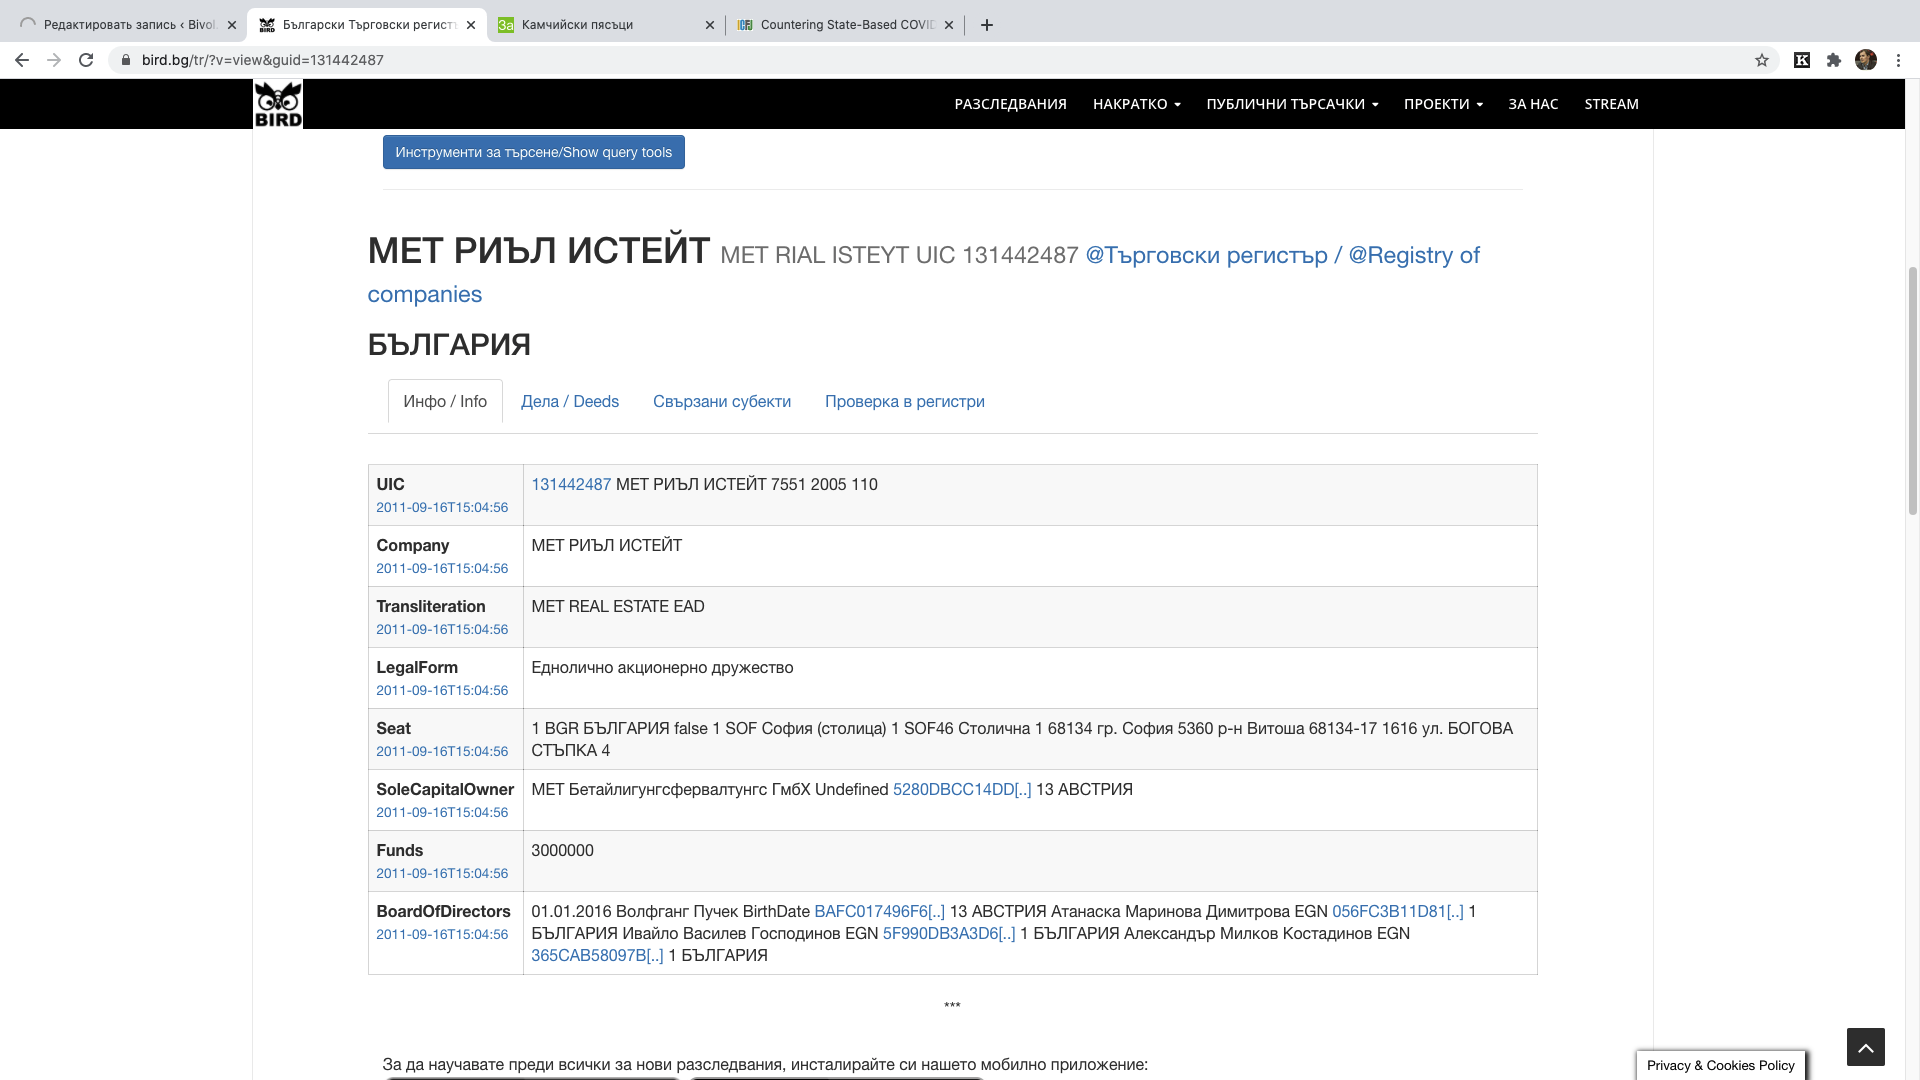 Редактировать запись ‹ Bivol.
Български Търговски регистъ
За Камчийски пясъци
Countering State-Based COVID
bird.bg/tr/?v=view&guid=131442487
K
BIRD
РАЗСЛЕДВАНИЯ НАКРАТКО ПУБЛИЧНИ ТЪРСАЧКИ ПРОЕКТИ ЗА НАС STREAM
Инструменти за търсене/Show query tools
МЕТ РИЪЛ ИСТЕЙТ MET RIAL ISTEYT UIC 131442487 @Търговски регистър / @Registry of
companies
БЪЛГАРИЯ
Инфо / Info Дела / Deeds Свързани субекти Проверка в регистри
UIC
2011-09-16T15:04:56
131442487 МЕТ РИЪЛ ИСТЕЙТ 7551 2005 110
Company
2011-09-16T15:04:56
МЕТ РИЪЛ ИСТЕЙТ
Transliteration
2011-09-16T15:04:56
MET REAL ESTATE EAD
LegalForm
2011-09-16T15:04:56
Еднолично акционерно дружество
Seat
2011-09-16T15:04:56
1 BGR БЪЛГАРИЯ false 1 SOF София (столица) 1 SOF46 Столична 1 68134 гр. София 5360 р-н Витоша 68134-17 1616 ул. БОГОВА
СТЪПКА 4
SoleCapitalOwner
2011-09-16T15:04:56
МЕТ Бетайлигунгсфервалтунгс ГмбХ Undefined 5280DBCC14DD[..] 13 АВСТРИЯ
Funds
2011-09-16T15:04:56
3000000
BoardOfDirectors
2011-09-16T15:04:56
01.01.2016 Волфганг Пучек BirthDate BAFC017496F6[..] 13 АВСТРИЯ Атанаска Маринова Димитрова EGN 056FC3B11D81[..] 1
БЪЛГАРИЯ Ивайло Василев Господинов EGN 5F990DB3A3D6[..] 1 БЪЛГАРИЯ Александър Милков Костадинов EGN
365CAB58097B[..] 1 БЪЛГАРИЯ
***
За да научавате преди всички за нови разследвания, инсталирайте си нашето мобилно приложение:
Privacy & Cookies Policy